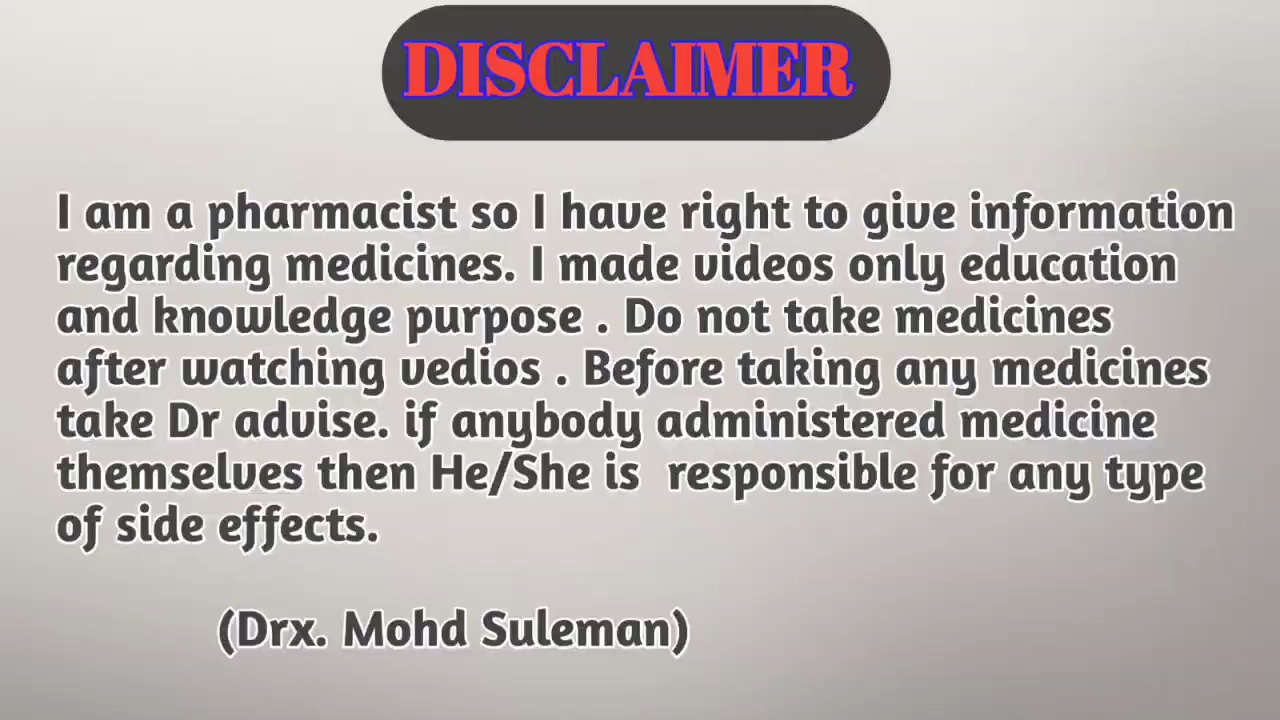 DISCLAIMER
I am a pharmacist so I have right to give information
regarding medicines. I made videos only education
and knowledge purpose . Do not take medicines
after watching vedios . Before taking any medicines
take Dr advise. if anybody administered medicine
themselves then He/She is  responsible for any type
of side effects.
(Drx. Mohd Suleman)